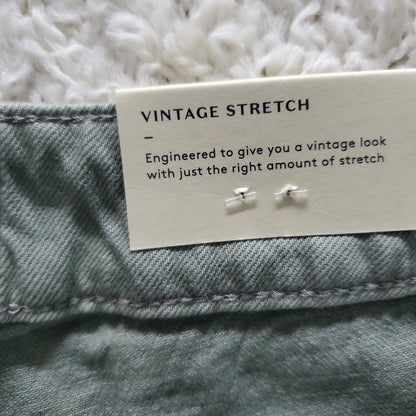 VINTAGE STRETCH
–
Engineered to give you a vintage look
with just the right amount of stretch